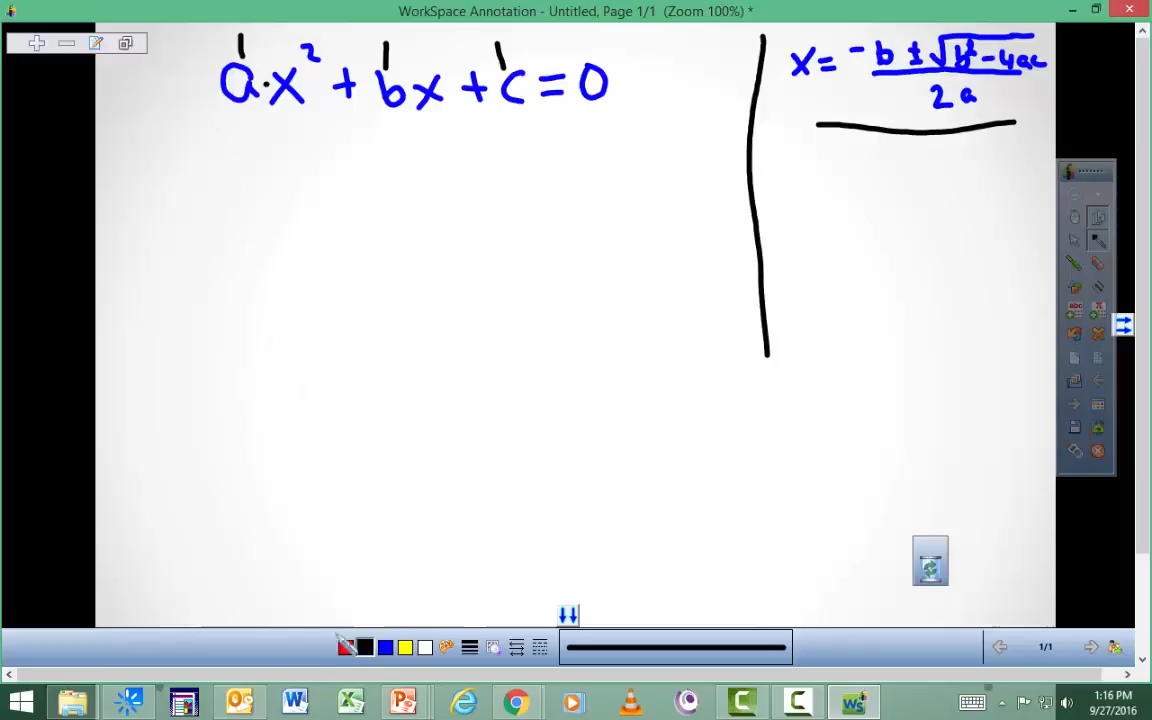 WorkSpace Annotation - Untitled, Page 1/1 (Zoom 100%) *
a·x² + bx + c = 0
x = -b ± √b² - 4ac
2a
abc π
1/1
1:16 PM
9/27/2016